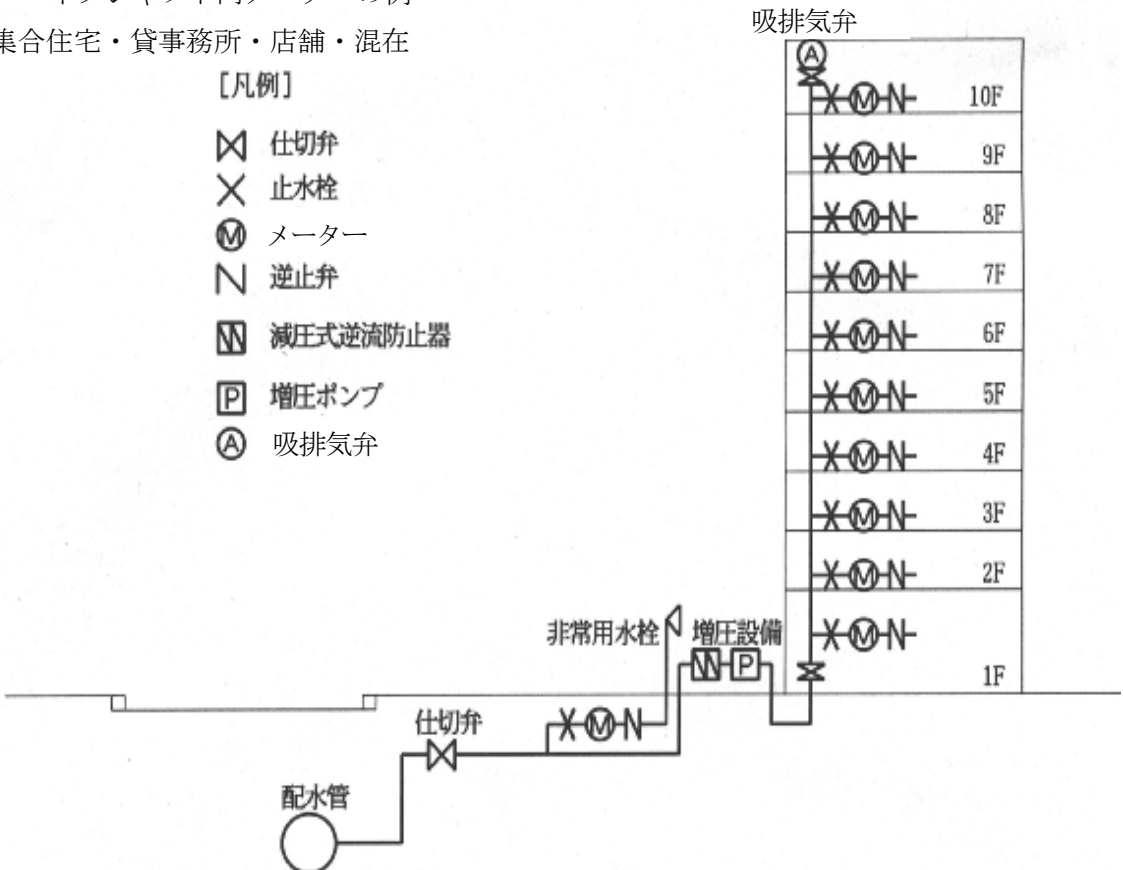 集合住宅・貸事務所・店舗・混在
[凡例]
仕切弁
止水栓
M メーター
逆止弁
減圧式逆流防止器
P 増圧ポンプ
A 吸排気弁
吸排気弁
A
M 10F
M 9F
M 8F
M 7F
M 6F
M 5F
M 4F
M 3F
M 2F
M
1F
非常用水栓
増圧設備
P
仕切弁
M
配水管